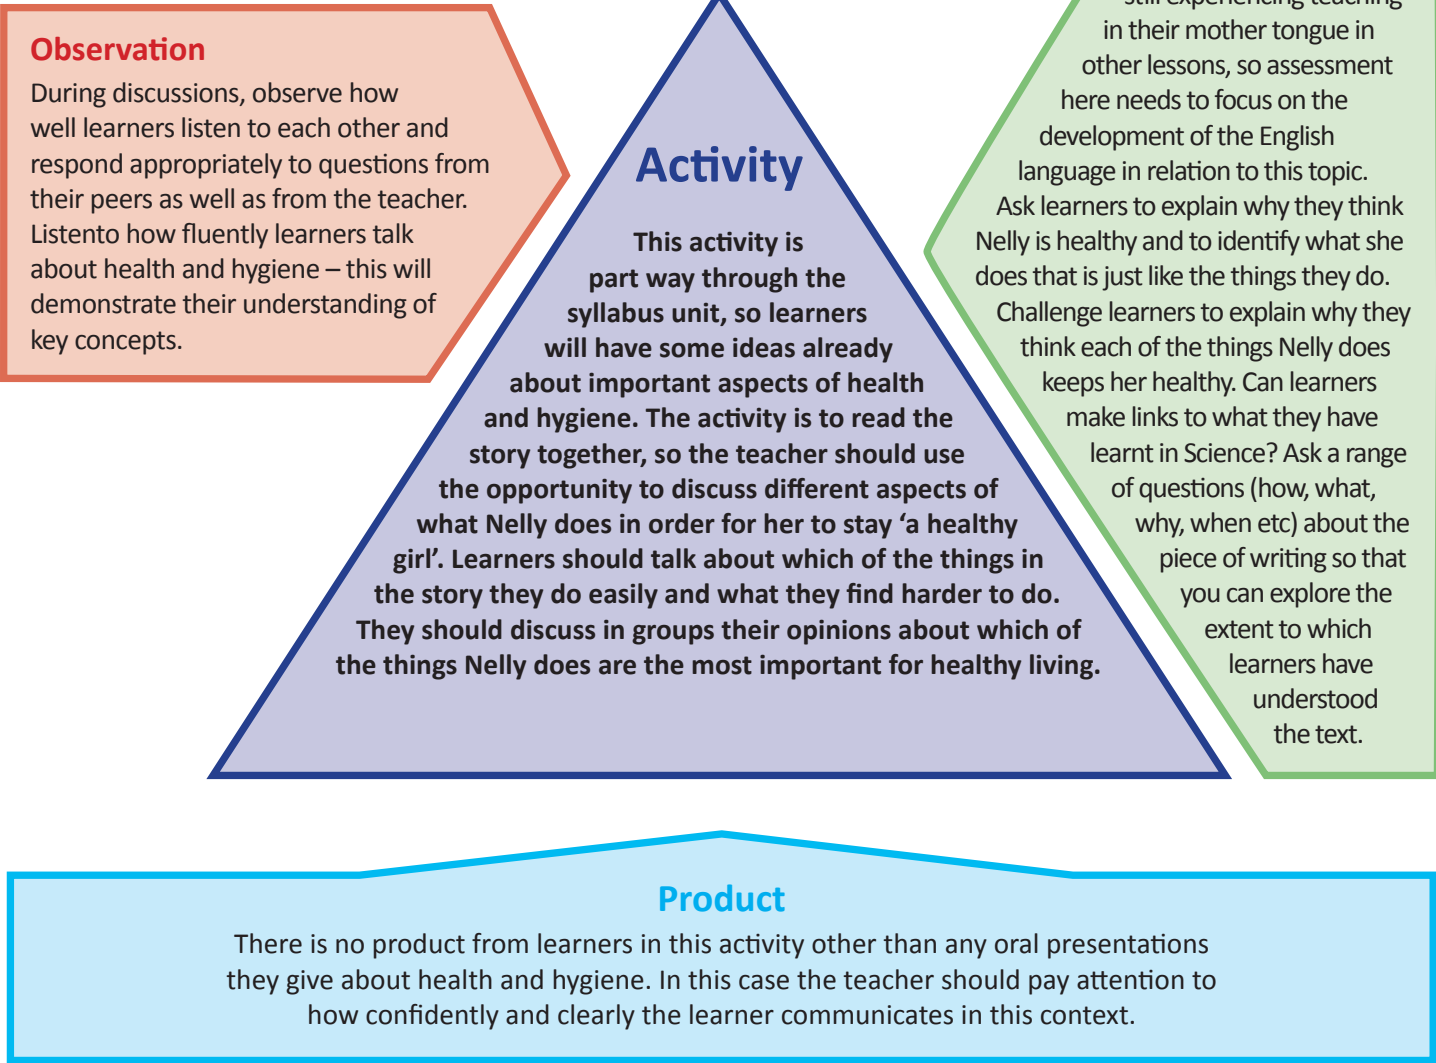 Observation
During discussions, observe how
well learners listen to each other and
respond appropriately to questions from
their peers as well as from the teacher.
Listento how fluently learners talk
about health and hygiene – this will
demonstrate their understanding of
key concepts.
Activity
This activity is
part way through the
syllabus unit, so learners
will have some ideas already
about important aspects of health
and hygiene. The activity is to read the
story together, so the teacher should use
the opportunity to discuss different aspects of
what Nelly does in order for her to stay ‘a healthy
girl’. Learners should talk about which of the things in
the story they do easily and what they find harder to do.
They should discuss in groups their opinions about which of
the things Nelly does are the most important for healthy living.
still experiencing teaching
in their mother tongue in
other lessons, so assessment
here needs to focus on the
development of the English
language in relation to this topic.
Ask learners to explain why they think
Nelly is healthy and to identify what she
does that is just like the things they do.
Challenge learners to explain why they
think each of the things Nelly does
keeps her healthy. Can learners
make links to what they have
learnt in Science? Ask a range
of questions (how, what,
why, when etc) about the
piece of writing so that
you can explore the
extent to which
learners have
understood
the text.
Product
There is no product from learners in this activity other than any oral presentations
they give about health and hygiene. In this case the teacher should pay attention to
how confidently and clearly the learner communicates in this context.